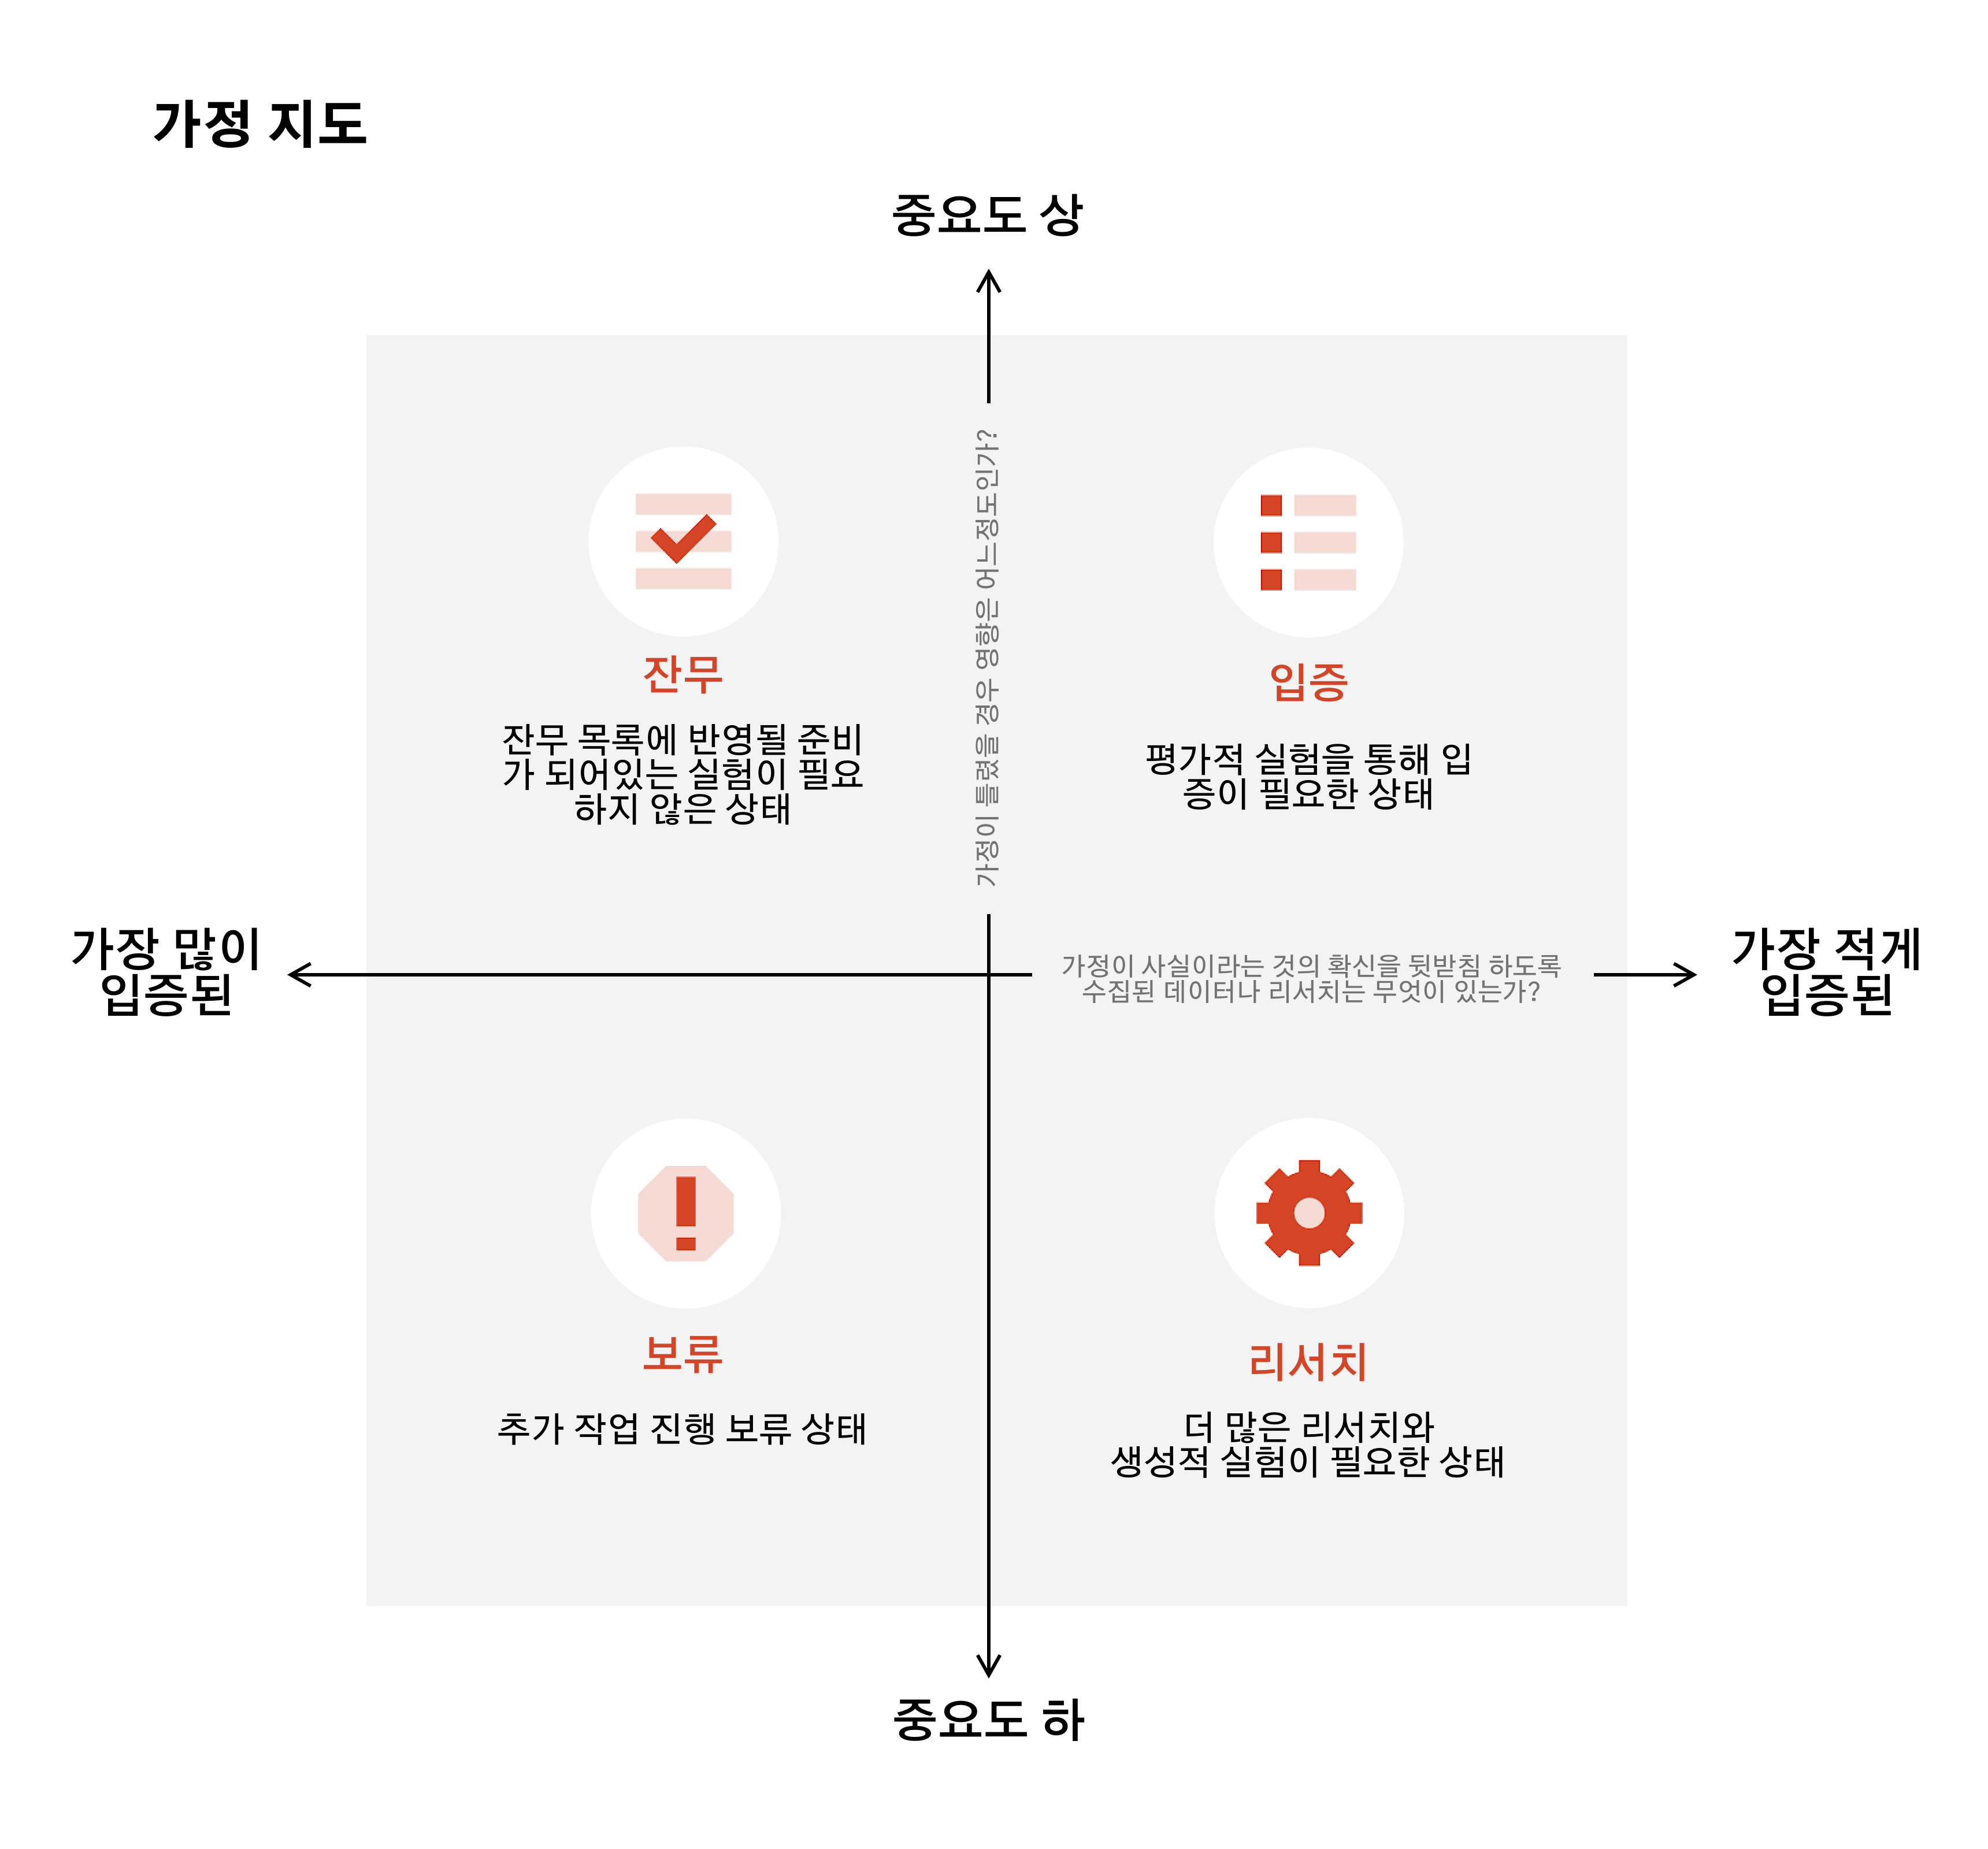 가정 지도
중요도 상
가정이 틀렸을 경우 영향은 어느정도인가?
잔무
잔무 목록에 반영될 준비
가 되어있는 실험이 필요
하지 않은 상태
입증
평가적 실험을 통해 입
증이 필요한 상태
가장 많이
입증된
가정이 사실이라는 것의 확신을 뒷받침 하도록
수집된 데이터나 리서치는 무엇이 있는가?
가장 적게
입증된
보류
추가 작업 진행 보류 상태
리서치
더 많은 리서치와
생성적 실험이 필요한 상태
중요도 하